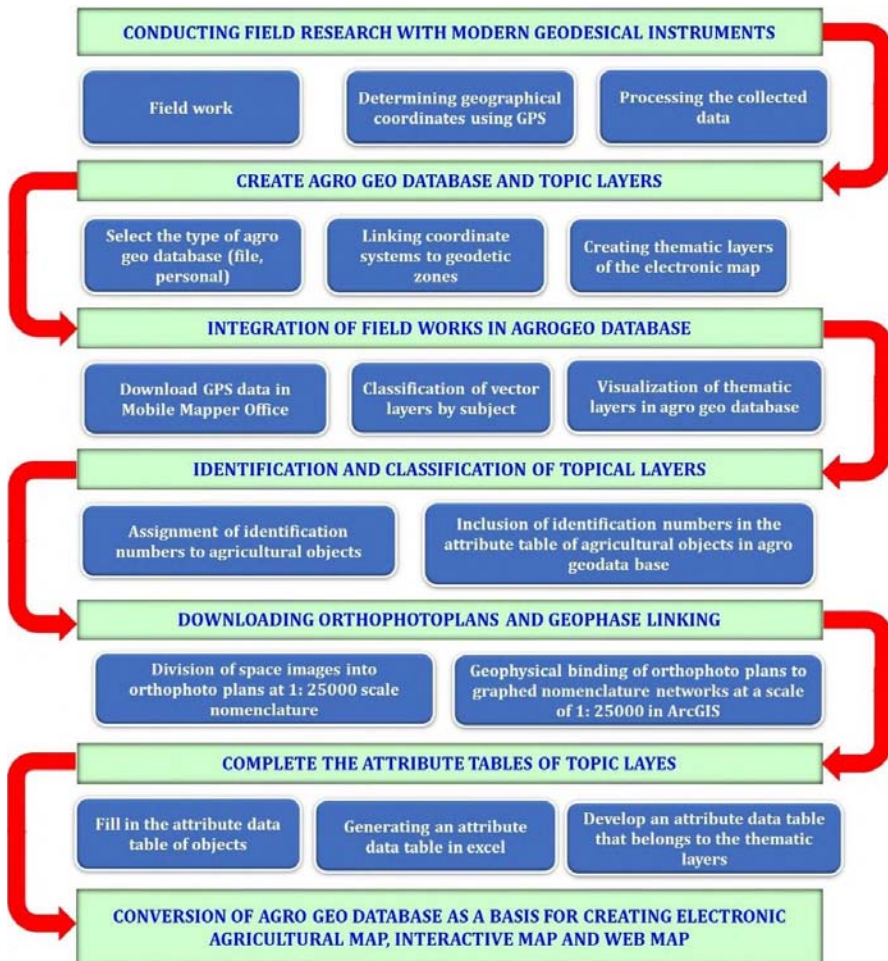 CONDUCTING FIELD RESEARCH WITH MODERN GEODESICAL INSTRUMENTS
Field work
Determining geographical
coordinates using GPS
Processing the collected
data
CREATE AGRO GEO DATABASE AND TOPIC LAYERS
Select the type of agro
geo database (file,
personal)
Linking coordinate
systems to geodetic
zones
Creating thematic layers
of the electronic map
INTEGRATION OF FIELD WORKS IN AGROGEO DATABASE
Download GPS data in
Mobile Mapper Office
Classification of vector
layers by subject
Visualization of thematic
layers in agro geo database
IDENTIFICATION AND CLASSIFICATION OF TOPICAL LAYERS
Assignment of identification
numbers to agricultural objects
Inclusion of identification numbers in the
attribute table of agricultural objects in agro
geodata base
DOWNLOADING ORTHOPHOTOPLANS AND GEOPHASE LINKING
Division of space images into
orthophoto plans at 1: 25000 scale
nomenclature
Geophysical binding of orthophoto plans to
graphed nomenclature networks at a scale
of 1: 25000 in ArcGIS
COMPLETE THE ATTRIBUTE TABLES OF TOPIC LAYES
Fill in the attribute data
table of objects
Generating an attribute
data table in excel
Develop an attribute data table
that belongs to the thematic
layers
CONVERSION OF AGRO GEO DATABASE AS A BASIS FOR CREATING ELECTRONIC
AGRICULTURAL MAP, INTERACTIVE MAP AND WEB MAP